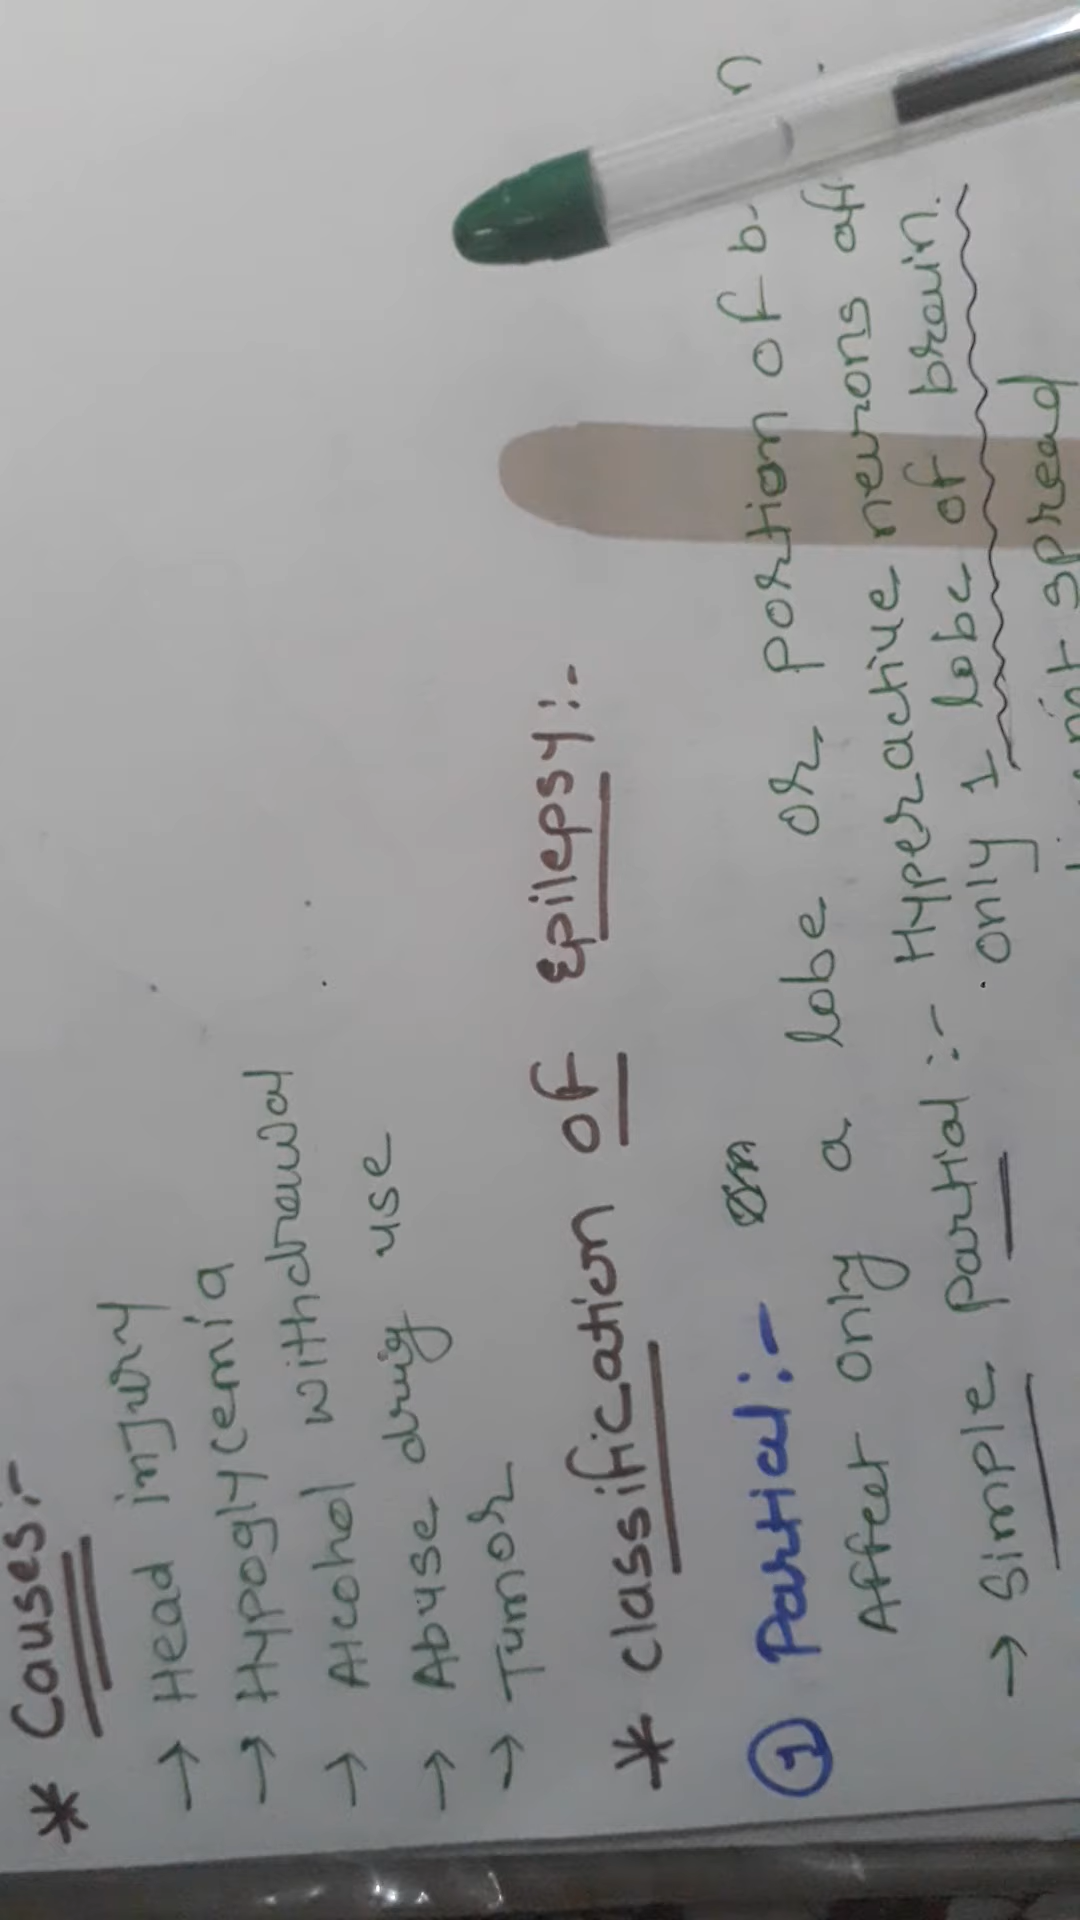 * Causes:-
→ Head injury
→ Hypoglycemia
→ Alcohol withdrawal
→ Abuse drug use
→ Tumor
* Classification of Epilepsy:-
① Partial:-
Affect only a lobe or portion of
→ Simple partial :- Hyperactive neurons
only 1 lobe of brain.
spread